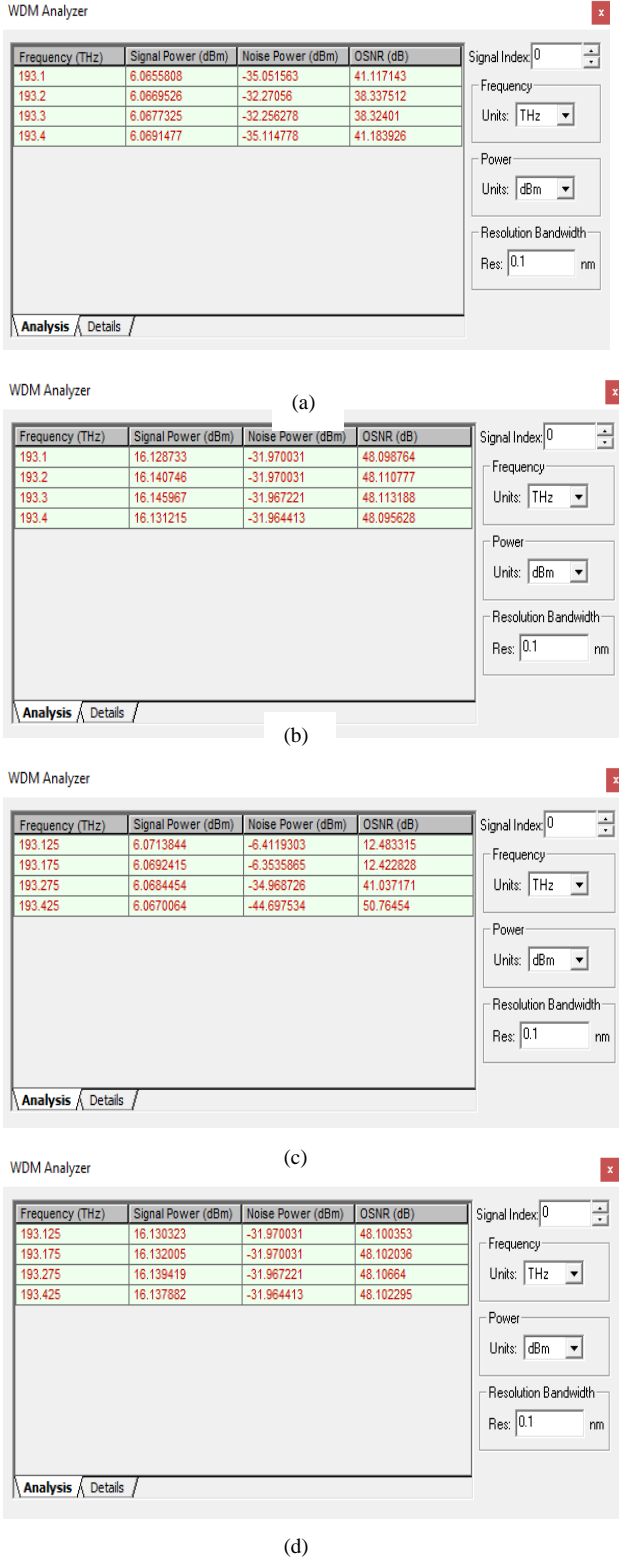 WDM Analyzer
x
Frequency (THz) Signal Power (dBm) Noise Power (dBm) OSNR (dB)
193.1 6.0655808 -35.051563 41.117143
193.2 6.0669526 -32.27056 38.337512
193.3 6.0677325 -32.256278 38.32401
193.4 6.0691477 -35.114778 41.183926
Signal Index: 0
Frequency
Units: THz
Power
Units: dBm
Resolution Bandwidth
Res: 0.1 nm
Analysis Details
(a)
WDM Analyzer
x
Frequency (THz) Signal Power (dBm) Noise Power (dBm) OSNR (dB)
193.1 16.128733 -31.970031 48.098764
193.2 16.140746 -31.970031 48.110777
193.3 16.145967 -31.967221 48.113188
193.4 16.131215 -31.964413 48.095628
Signal Index: 0
Frequency
Units: THz
Power
Units: dBm
Resolution Bandwidth
Res: 0.1 nm
Analysis Details
(b)
WDM Analyzer
x
Frequency (THz) Signal Power (dBm) Noise Power (dBm) OSNR (dB)
193.125 6.0713844 -6.4119303 12.483315
193.175 6.0692415 -6.3535865 12.422828
193.275 6.0684454 -34.968726 41.037171
193.425 6.0670064 -44.697534 50.76454
Signal Index: 0
Frequency
Units: THz
Power
Units: dBm
Resolution Bandwidth
Res: 0.1 nm
Analysis Details
(c)
WDM Analyzer
x
Frequency (THz) Signal Power (dBm) Noise Power (dBm) OSNR (dB)
193.125 16.130323 -31.970031 48.100353
193.175 16.132005 -31.970031 48.102036
193.275 16.139419 -31.967221 48.10664
193.425 16.137882 -31.964413 48.102295
Signal Index: 0
Frequency
Units: THz
Power
Units: dBm
Resolution Bandwidth
Res: 0.1 nm
Analysis Details
(d)